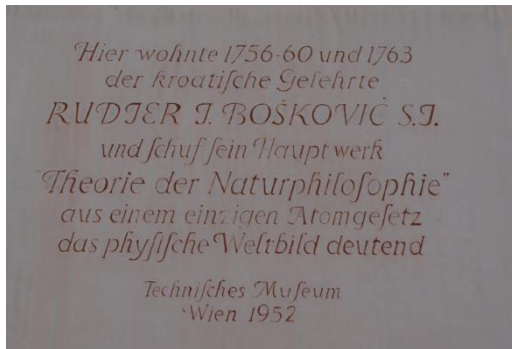 Hier wohnte 1756-60 und 1763
der kroatiſche Gelehrte
RUDIER J. BOŠKOVIĆ S.J.
und ſchuf ſein Hauptwerk
"Theorie der Naturphiloſophie"
aus einem einzigen Atomgeſetz
das phyſiſche Weltbild deutend
Techniſches Muſeum
Wien 1952